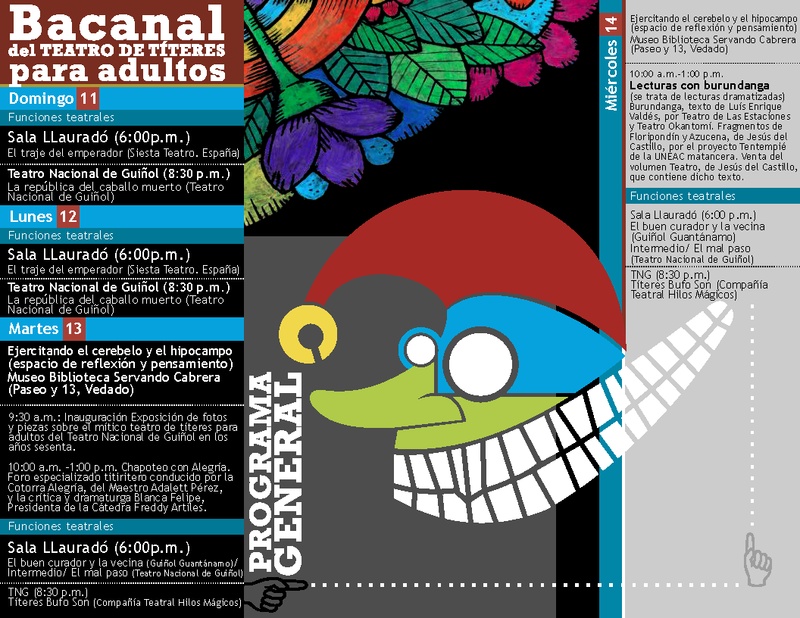 Bacanal
del TEATRO DE TÍTERES
para adultos
Domingo 11
Funciones teatrales
Sala LLauradó (6:00p.m.)
El traje del emperador (Siesta Teatro. España)
Teatro Nacional de Guiñol (8:30 p.m.)
La república del caballo muerto (Teatro
Nacional de Guiñol)
Lunes 12
Funciones teatrales
Sala LLauradó (6:00p.m.)
El traje del emperador (Siesta Teatro. España)
Teatro Nacional de Guiñol (8:30 p.m.)
La república del caballo muerto (Teatro
Nacional de Guiñol)
Martes 13
Ejercitando el cerebelo y el hipocampo
(espacio de reflexión y pensamiento)
Museo Biblioteca Servando Cabrera
(Paseo y 13, Vedado)
9:30 a.m.: Inauguración Exposición de fotos
y piezas sobre el mítico teatro de títeres para
adultos del Teatro Nacional de Guiñol en los
años sesenta.
10:00 a.m. -1:00 p.m. Chapoteo con Alegría.
Foro especializado titiritero conducido por la
Cotorra Alegría, del Maestro Adalett Pérez,
y la crítica y dramaturga Blanca Felipe,
Presidenta de la Cátedra Freddy Artiles.
Funciones teatrales
Sala LLauradó (6:00p.m.)
El buen curador y la vecina (Guiñol Guantánamo)/
Intermedio/ El mal paso (Teatro Nacional de Guiñol)
TNG (8:30 p.m.)
Títeres Bufo Son (Compañía Teatral Hilos Mágicos)
PROGRAMA
GENERAL
Miércoles 14
Ejercitando el cerebelo y el hipocampo
(espacio de reflexión y pensamiento)
Museo Biblioteca Servando Cabrera
(Paseo y 13, Vedado)
10:00 a.m.-1:00 p.m.
Lecturas con burundanga
(se trata de lecturas dramatizadas)
Burundanga, texto de Luis Enrique
Valdés, por Teatro de Las Estaciones
y Teatro Okantomí. Fragmentos de
Floripondín y Azucena, de Jesús del
Castillo, por el proyecto Tentempié
de la UNEAC matancera. Venta del
volumen Teatro, de Jesús del Castillo,
que contiene dicho texto.
Funciones teatrales
Sala Llauradó (6:00 p.m.)
El buen curador y la vecina
(Guiñol Guantánamo)
Intermedio/ El mal paso
(Teatro Nacional de Guiñol)
TNG (8:30 p.m.)
Títeres Bufo Son (Compañía
Teatral Hilos Mágicos)